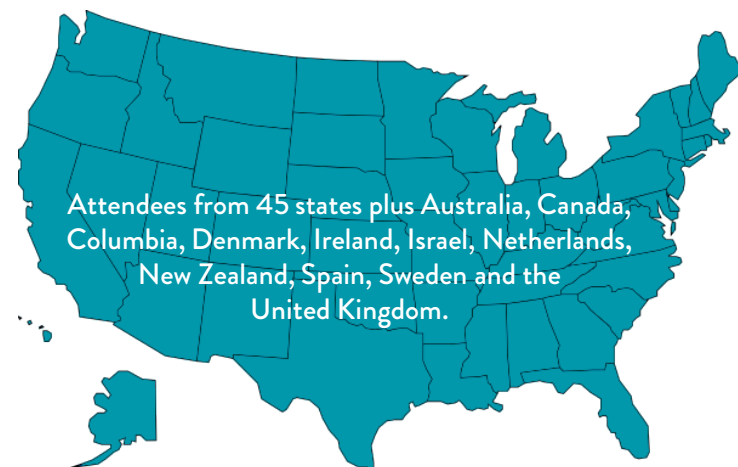 Attendees from 45 states plus Australia, Canada,
Columbia, Denmark, Ireland, Israel, Netherlands,
New Zealand, Spain, Sweden and the
United Kingdom.